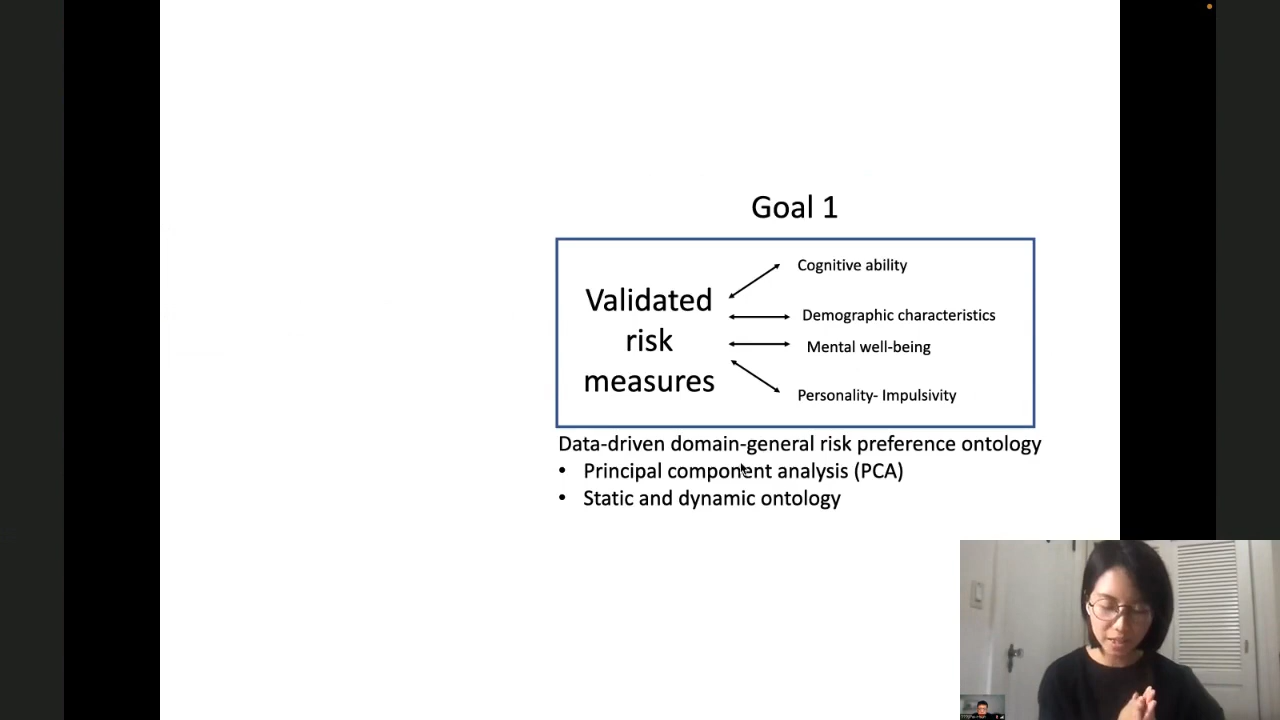 Goal 1
Validated
risk
measures
Cognitive ability
Demographic characteristics
Mental well-being
Personality- Impulsivity
Data-driven domain-general risk preference ontology
• Principal component analysis (PCA)
• Static and dynamic ontology